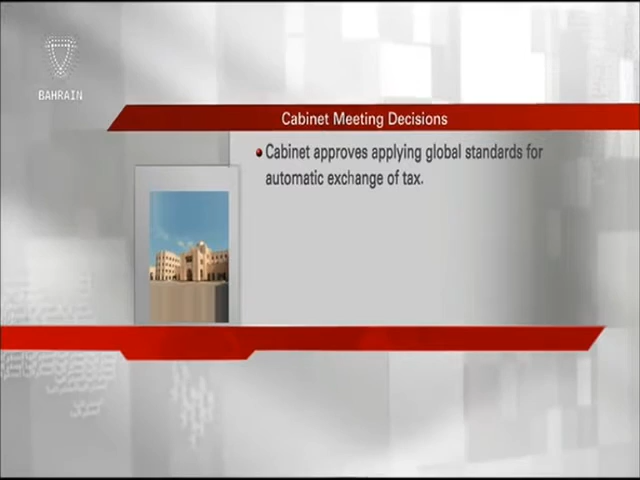 BAHRAIN
Cabinet Meeting Decisions
Cabinet approves applying global standards for
automatic exchange of tax.